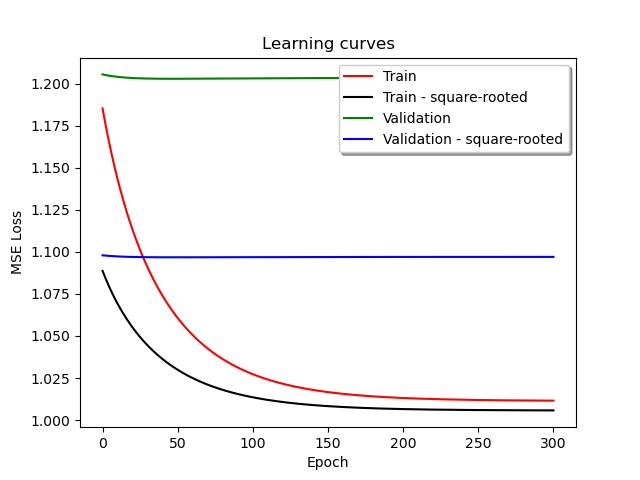 Learning curves
Train
Train - square-rooted
Validation
Validation - square-rooted
1.200
1.175
1.150
1.125
1.100
1.075
1.050
1.025
1.000
MSE Loss
0 50 100 150 200 250 300
Epoch